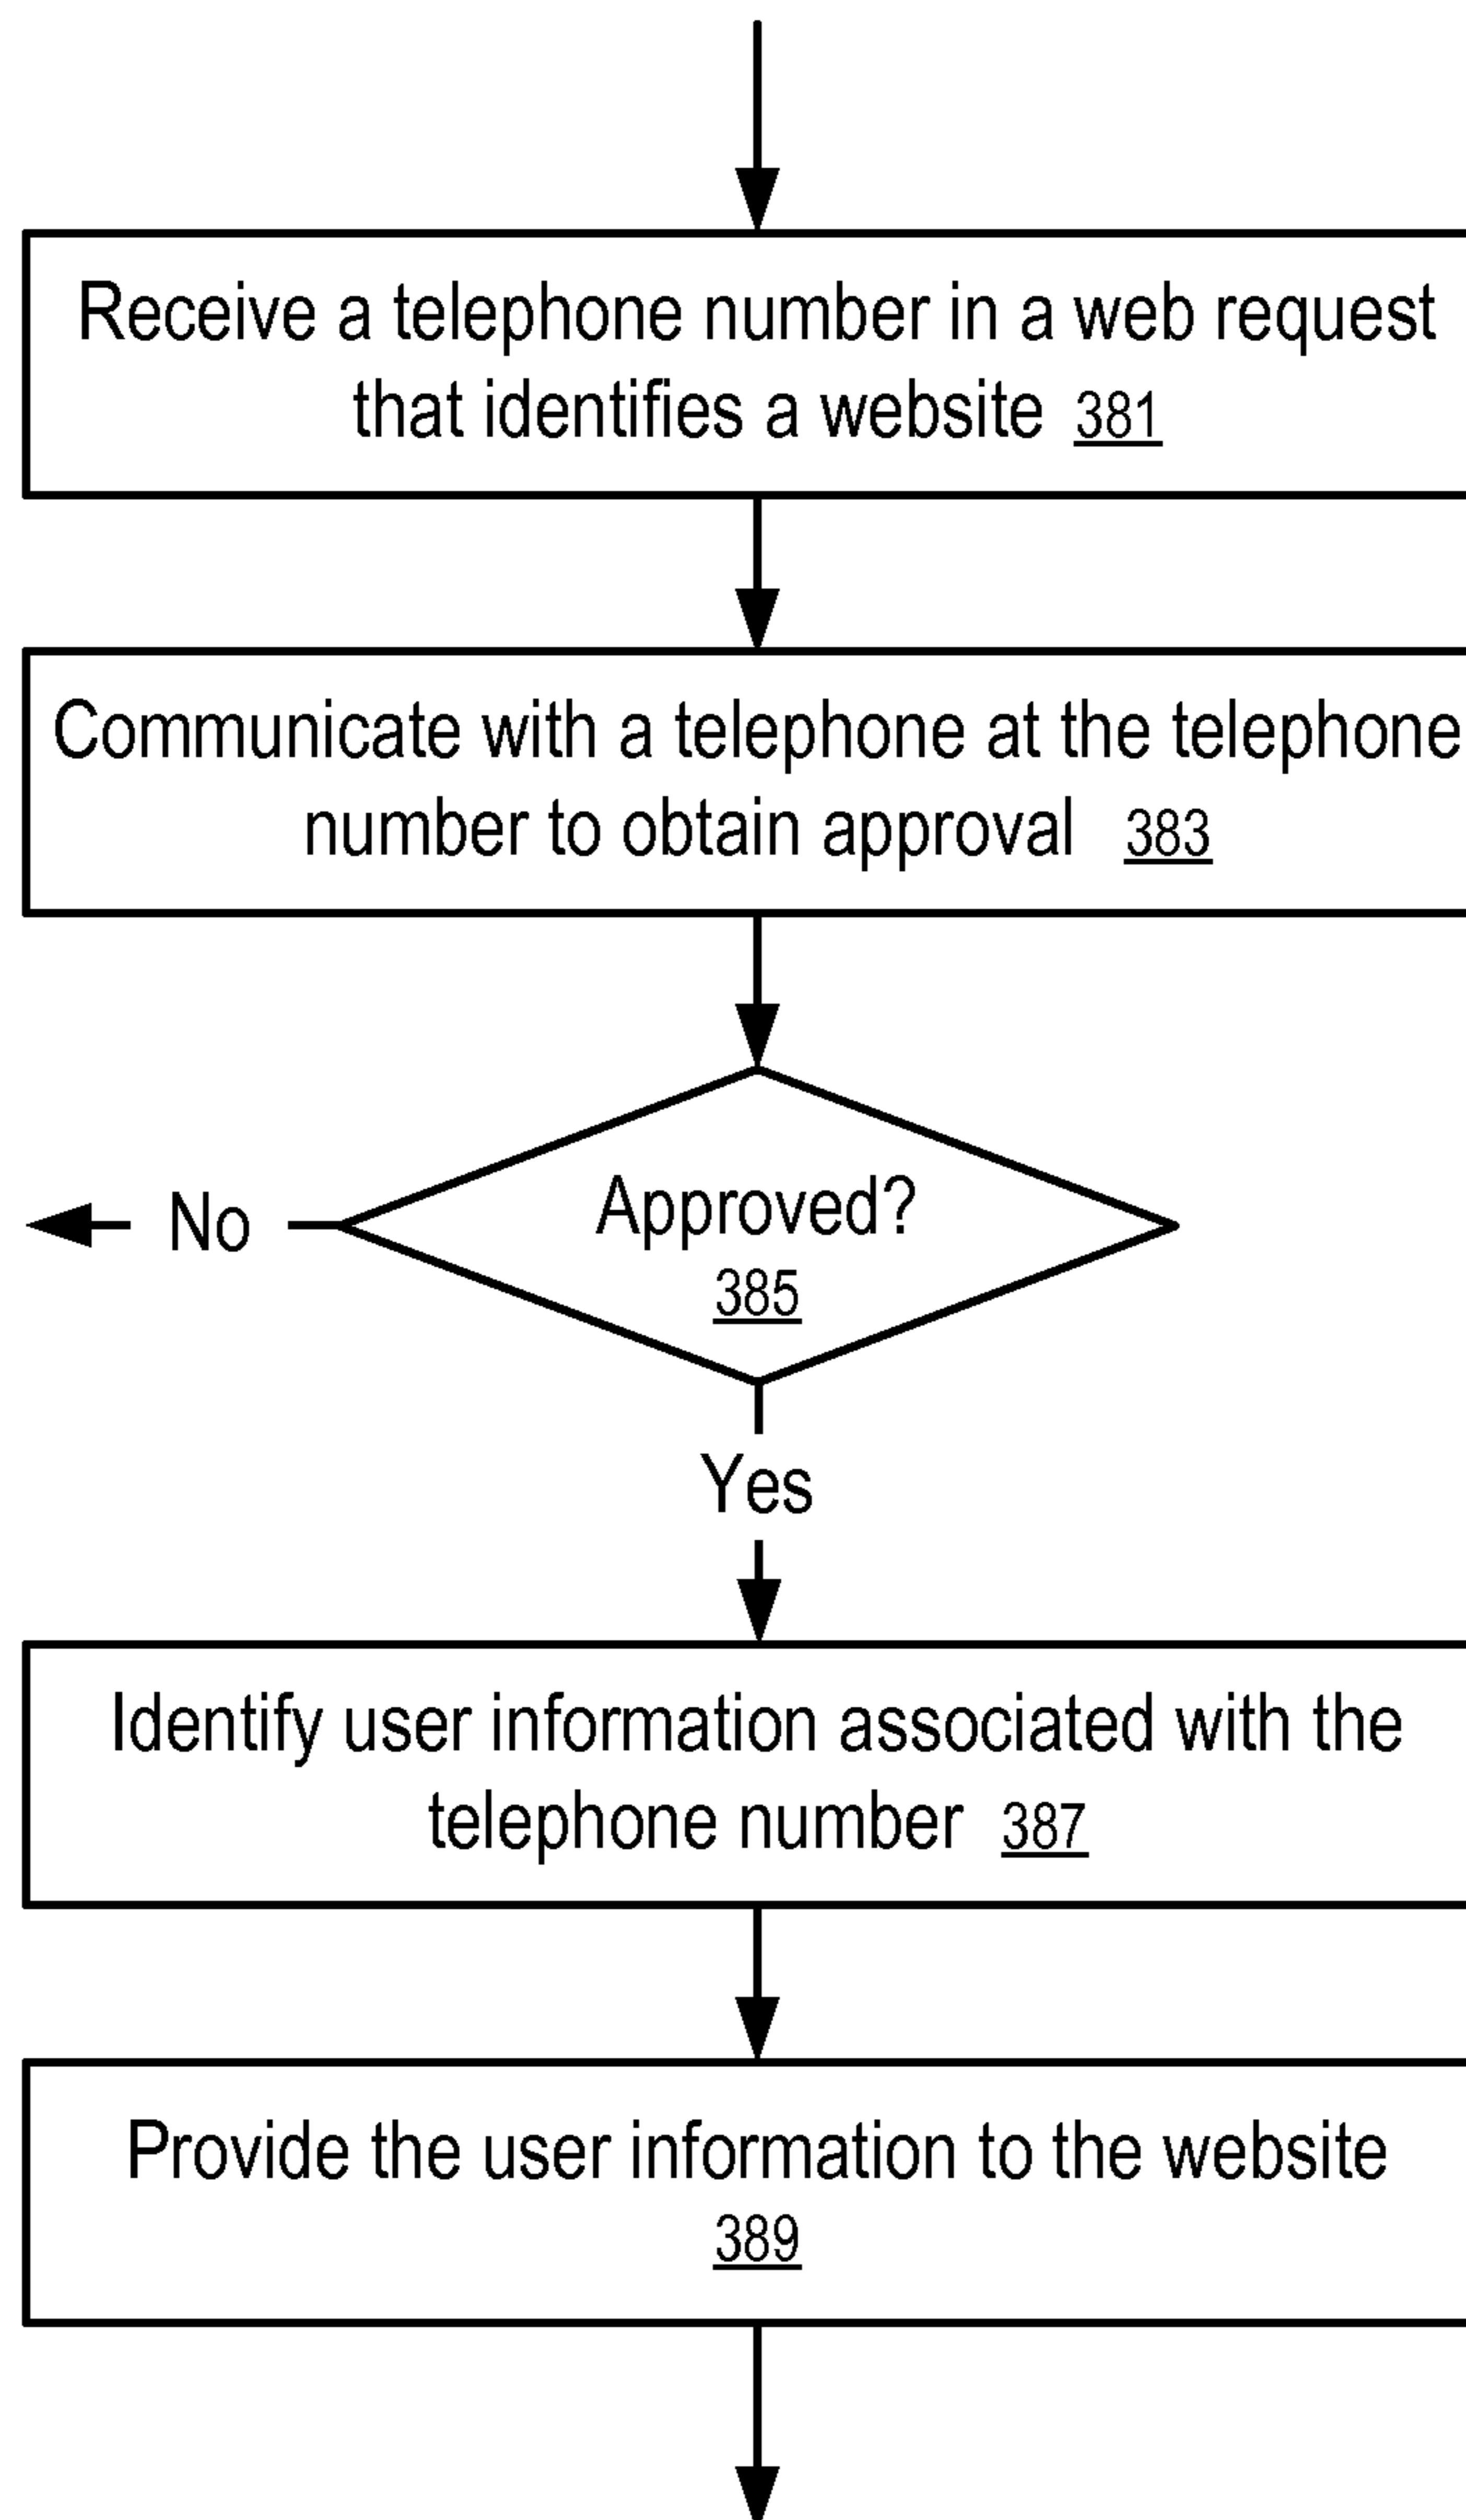 Receive a telephone number in a web request
that identifies a website 381
Communicate with a telephone at the telephone
number to obtain approval 383
Approved?
385
No
Yes
Identify user information associated with the
telephone number 387
Provide the user information to the website
389